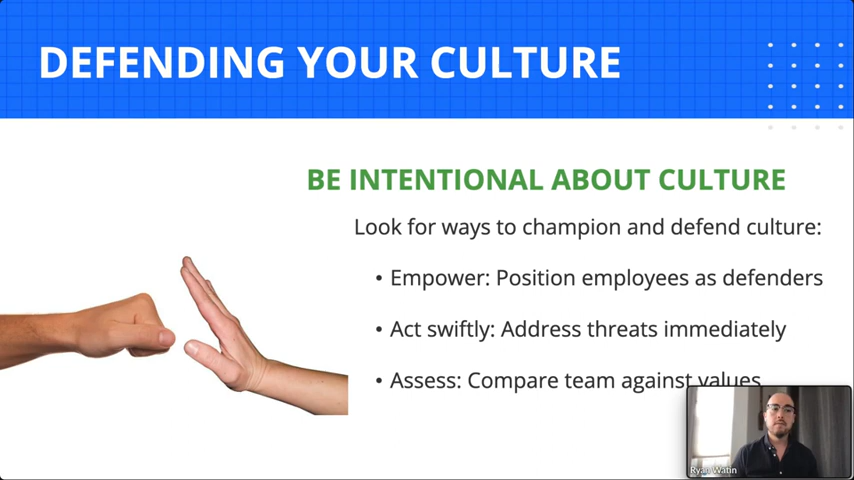 DEFENDING YOUR CULTURE
BE INTENTIONAL ABOUT CULTURE
Look for ways to champion and defend culture:
• Empower: Position employees as defenders
• Act swiftly: Address threats immediately
• Assess: Compare team against values
Ryan Watin